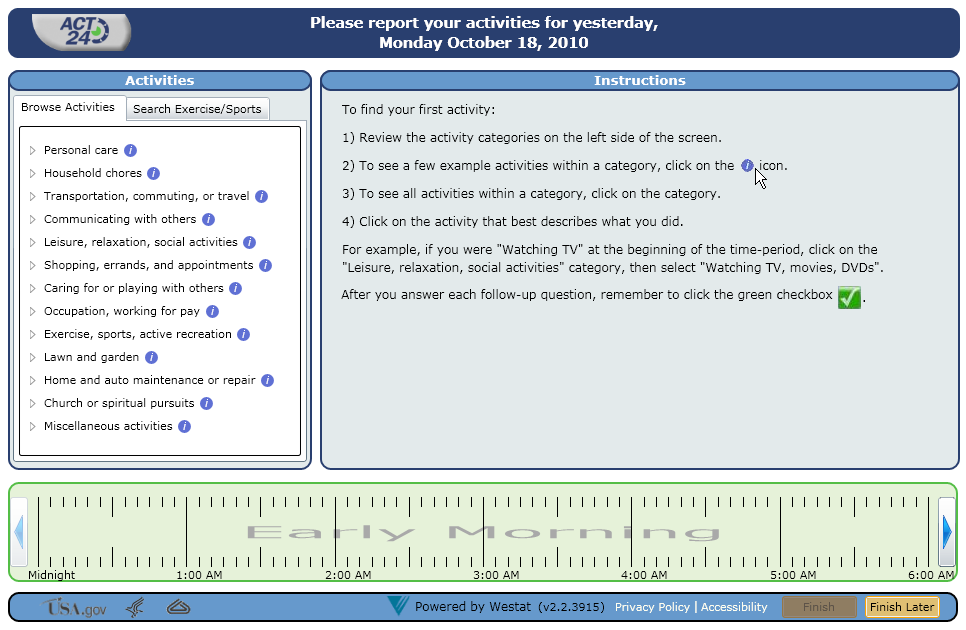 ACT
24
Please report your activities for yesterday,
Monday October 18, 2010
Activities
Browse Activities
Search Exercise/Sports
Personal care i
Household chores i
Transportation, commuting, or travel i
Communicating with others i
Leisure, relaxation, social activities i
Shopping, errands, and appointments i
Caring for or playing with others i
Occupation, working for pay i
Exercise, sports, active recreation i
Lawn and garden i
Home and auto maintenance or repair i
Church or spiritual pursuits i
Miscellaneous activities i
Instructions
To find your first activity:
1) Review the activity categories on the left side of the screen.
2) To see a few example activities within a category, click on the i icon.
3) To see all activities within a category, click on the category.
4) Click on the activity that best describes what you did.
For example, if you were "Watching TV" at the beginning of the time-period, click on the
"Leisure, relaxation, social activities" category, then select "Watching TV, movies, DVDs".
After you answer each follow-up question, remember to click the green checkbox .
Early Morning
Midnight 1:00 AM 2:00 AM 3:00 AM 4:00 AM 5:00 AM 6:00 AM
USA.gov Powered by Westat (v2.2.3915) Privacy Policy | Accessibility Finish Finish Later